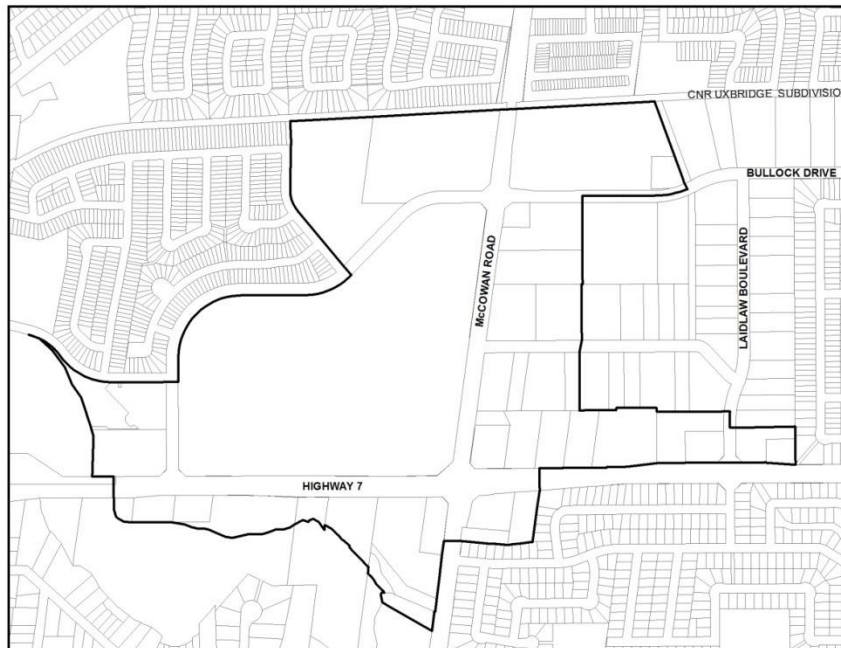 CNR UXBRIDGE SUBDIVISIO
BULLOCK DRIVE
McCOWAN ROAD
LAIDLAW BOULEVARD
HIGHWAY 7